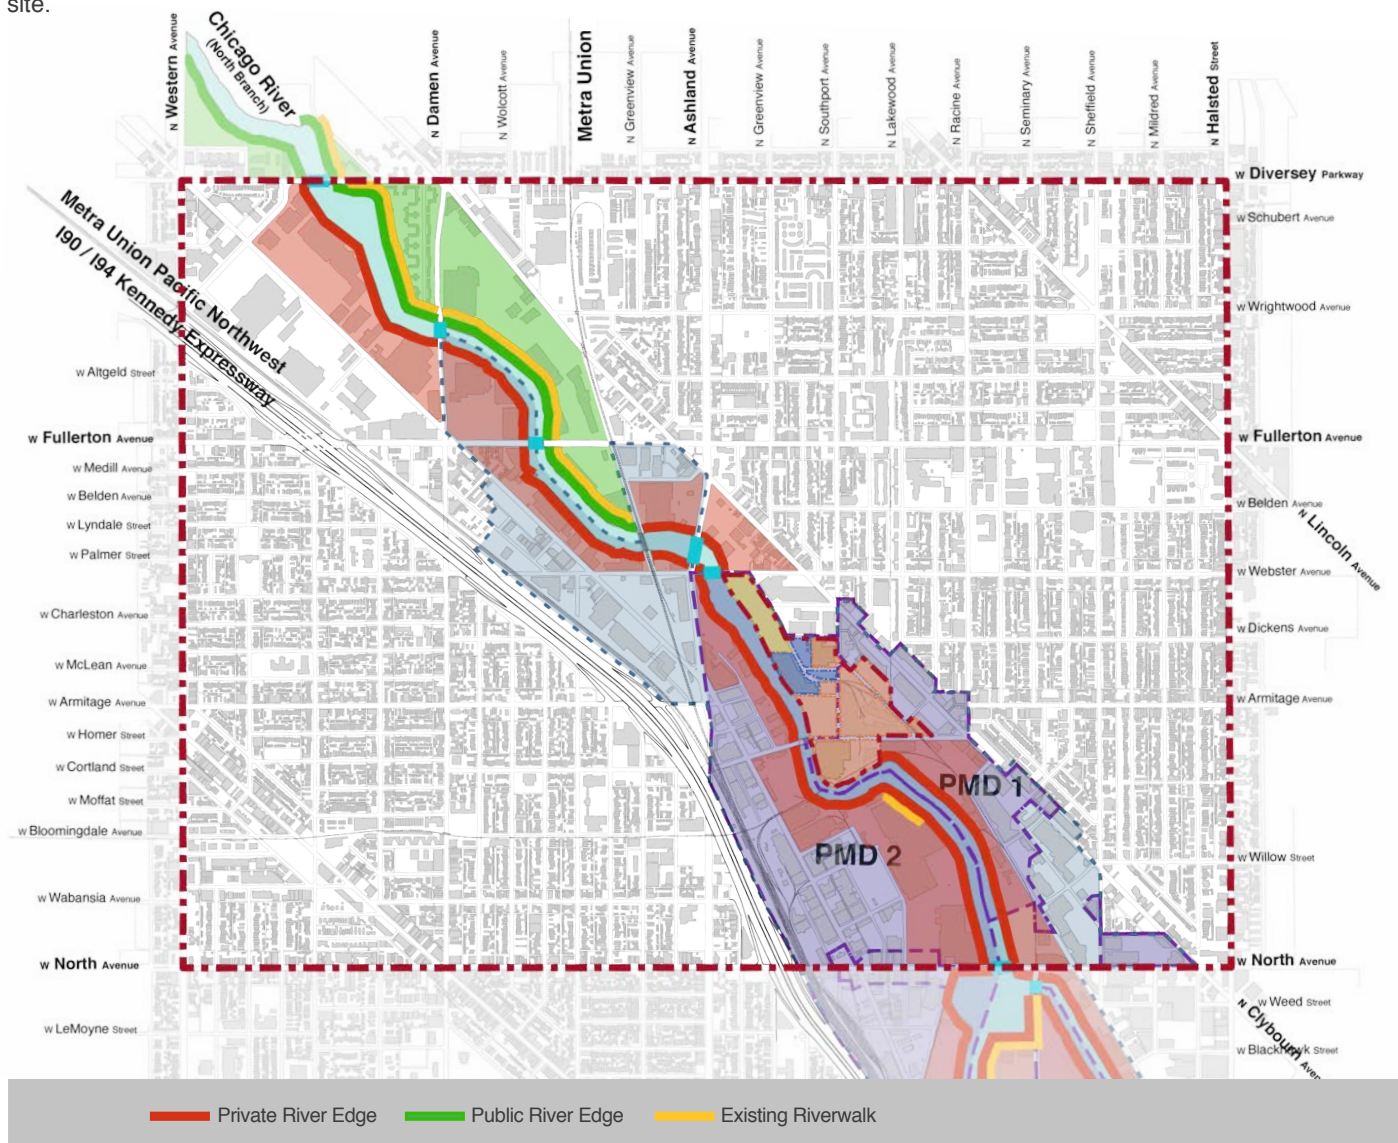 site.
N Western Avenue
Chicago River
(North Branch)
N Damen Avenue
N Wolcott Avenue
Metra Union
N Greenview Avenue
N Ashland Avenue
N Greenview Avenue
N Southport Avenue
N Lakewood Avenue
N Racine Avenue
N Seminary Avenue
N Sheffield Avenue
N Mildred Avenue
N Halsted Street
W Diversey Parkway
W Schubert Avenue
W Wrightwood Avenue
W Fullerton Avenue
W Belden Avenue
N Lincoln Avenue
W Webster Avenue
W Dickens Avenue
W Armitage Avenue
W Willow Street
W North Avenue
W Weed Street
N Clybourn Aven
W Blackhawk Street
Metra Union Pacific Northwest
I90 / I94 Kennedy Expressway
W Altgeld Street
W Fullerton Avenue
W Medill Avenue
W Belden Avenue
W Lyndale Street
W Palmer Street
W Charleston Avenue
W McLean Avenue
W Armitage Avenue
W Homer Street
W Cortland Street
W Moffat Street
W Bloomingdale Avenue
W Wabansia Avenue
W North Avenue
W LeMoyne Street
PMD 1
PMD 2
Private River Edge
Public River Edge
Existing Riverwalk